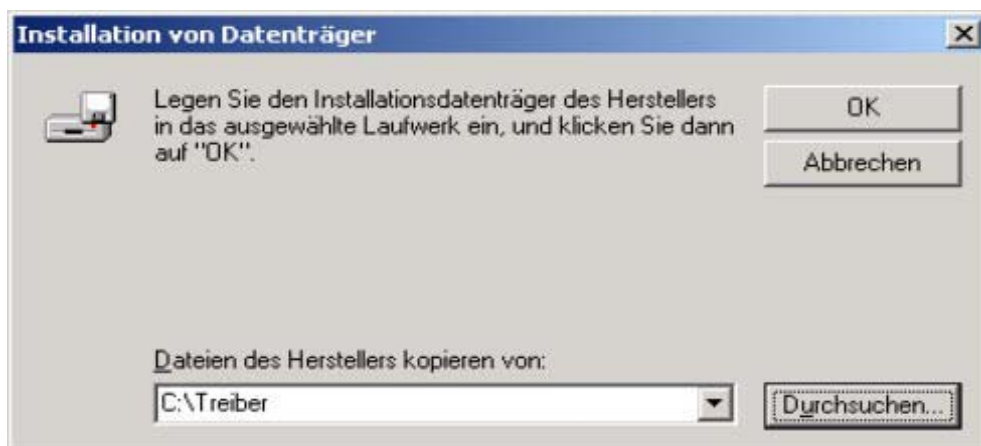 Installation von Datenträger
Legen Sie den Installationsdatenträger des Herstellers
in das ausgewählte Laufwerk ein, und klicken Sie dann
auf "OK".
OK
Abbrechen
Dateien des Herstellers kopieren von:
C:\Treiber
Durchsuchen...